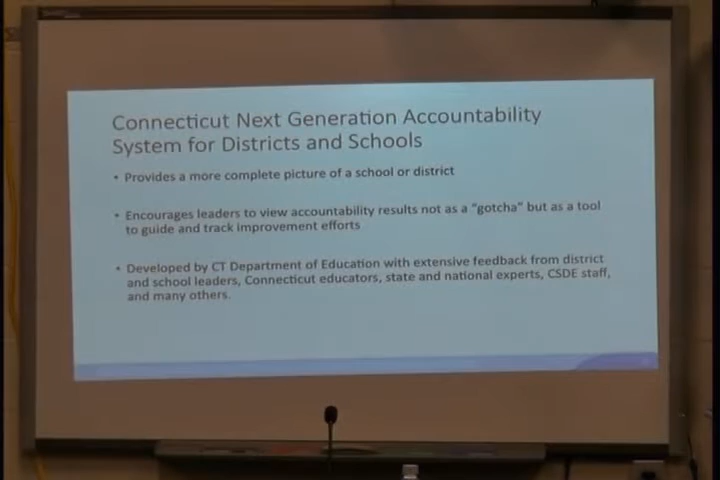 Connecticut Next Generation Accountability
System for Districts and Schools
• Provides a more complete picture of a school or district
• Encourages leaders to view accountability results not as a "gotcha" but as a tool
to guide and track improvement efforts
• Developed by CT Department of Education with extensive feedback from district
and school leaders, Connecticut educators, state and national experts, CSDE staff,
and many others.